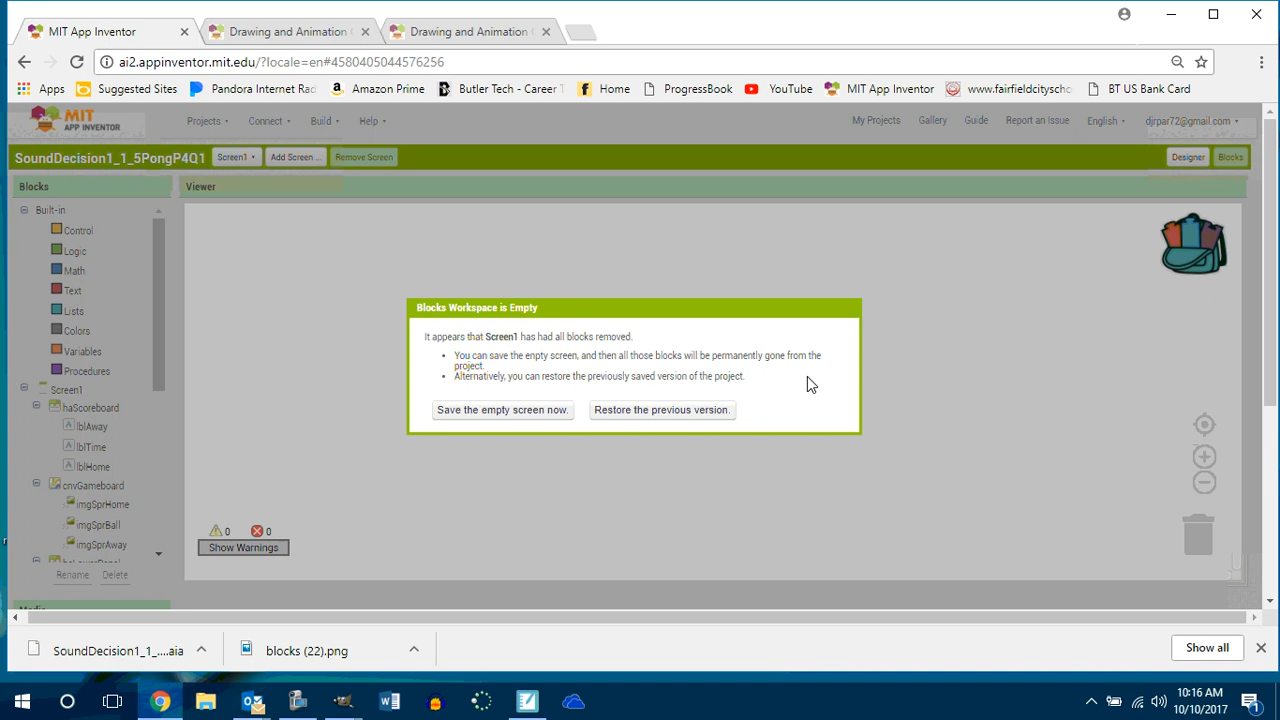 MIT App Inventor
Drawing and Animation
Drawing and Animation
ai2.appinventor.mit.edu/?locale=en#4580405044576256
Apps
Suggested Sites
Pandora Internet Rad
Amazon Prime
Butler Tech - Career
Home
ProgressBook
YouTube
MIT App Inventor
www.fairfieldcityscho
BT US Bank Card
MIT
APP INVENTOR
Projects
Connect
Build
Help
My Projects
Gallery
Guide
Report an Issue
English
djrpar72@gmail.com
SoundDecision1_1_5PongP4Q1
Screen1
Add Screen ...
Remove Screen
Designer
Blocks
Blocks
Viewer
Built-in
Control
Logic
Math
Text
Lists
Colors
Variables
Procedures
Screen1
haScoreboard
lblAway
lblTime
lblHome
cnvGameboard
imgSprHome
imgSprBall
imgSprAway
Rename
Delete
Blocks Workspace is Empty
It appears that Screen1 has had all blocks removed.
• You can save the empty screen, and then all those blocks will be permanently gone from the
project.
• Alternatively, you can restore the previously saved version of the project.
Save the empty screen now.
Restore the previous version.
0
0
Show Warnings
SoundDecision1_1_....aia
blocks (22).png
Show all
10:16 AM
10/10/2017